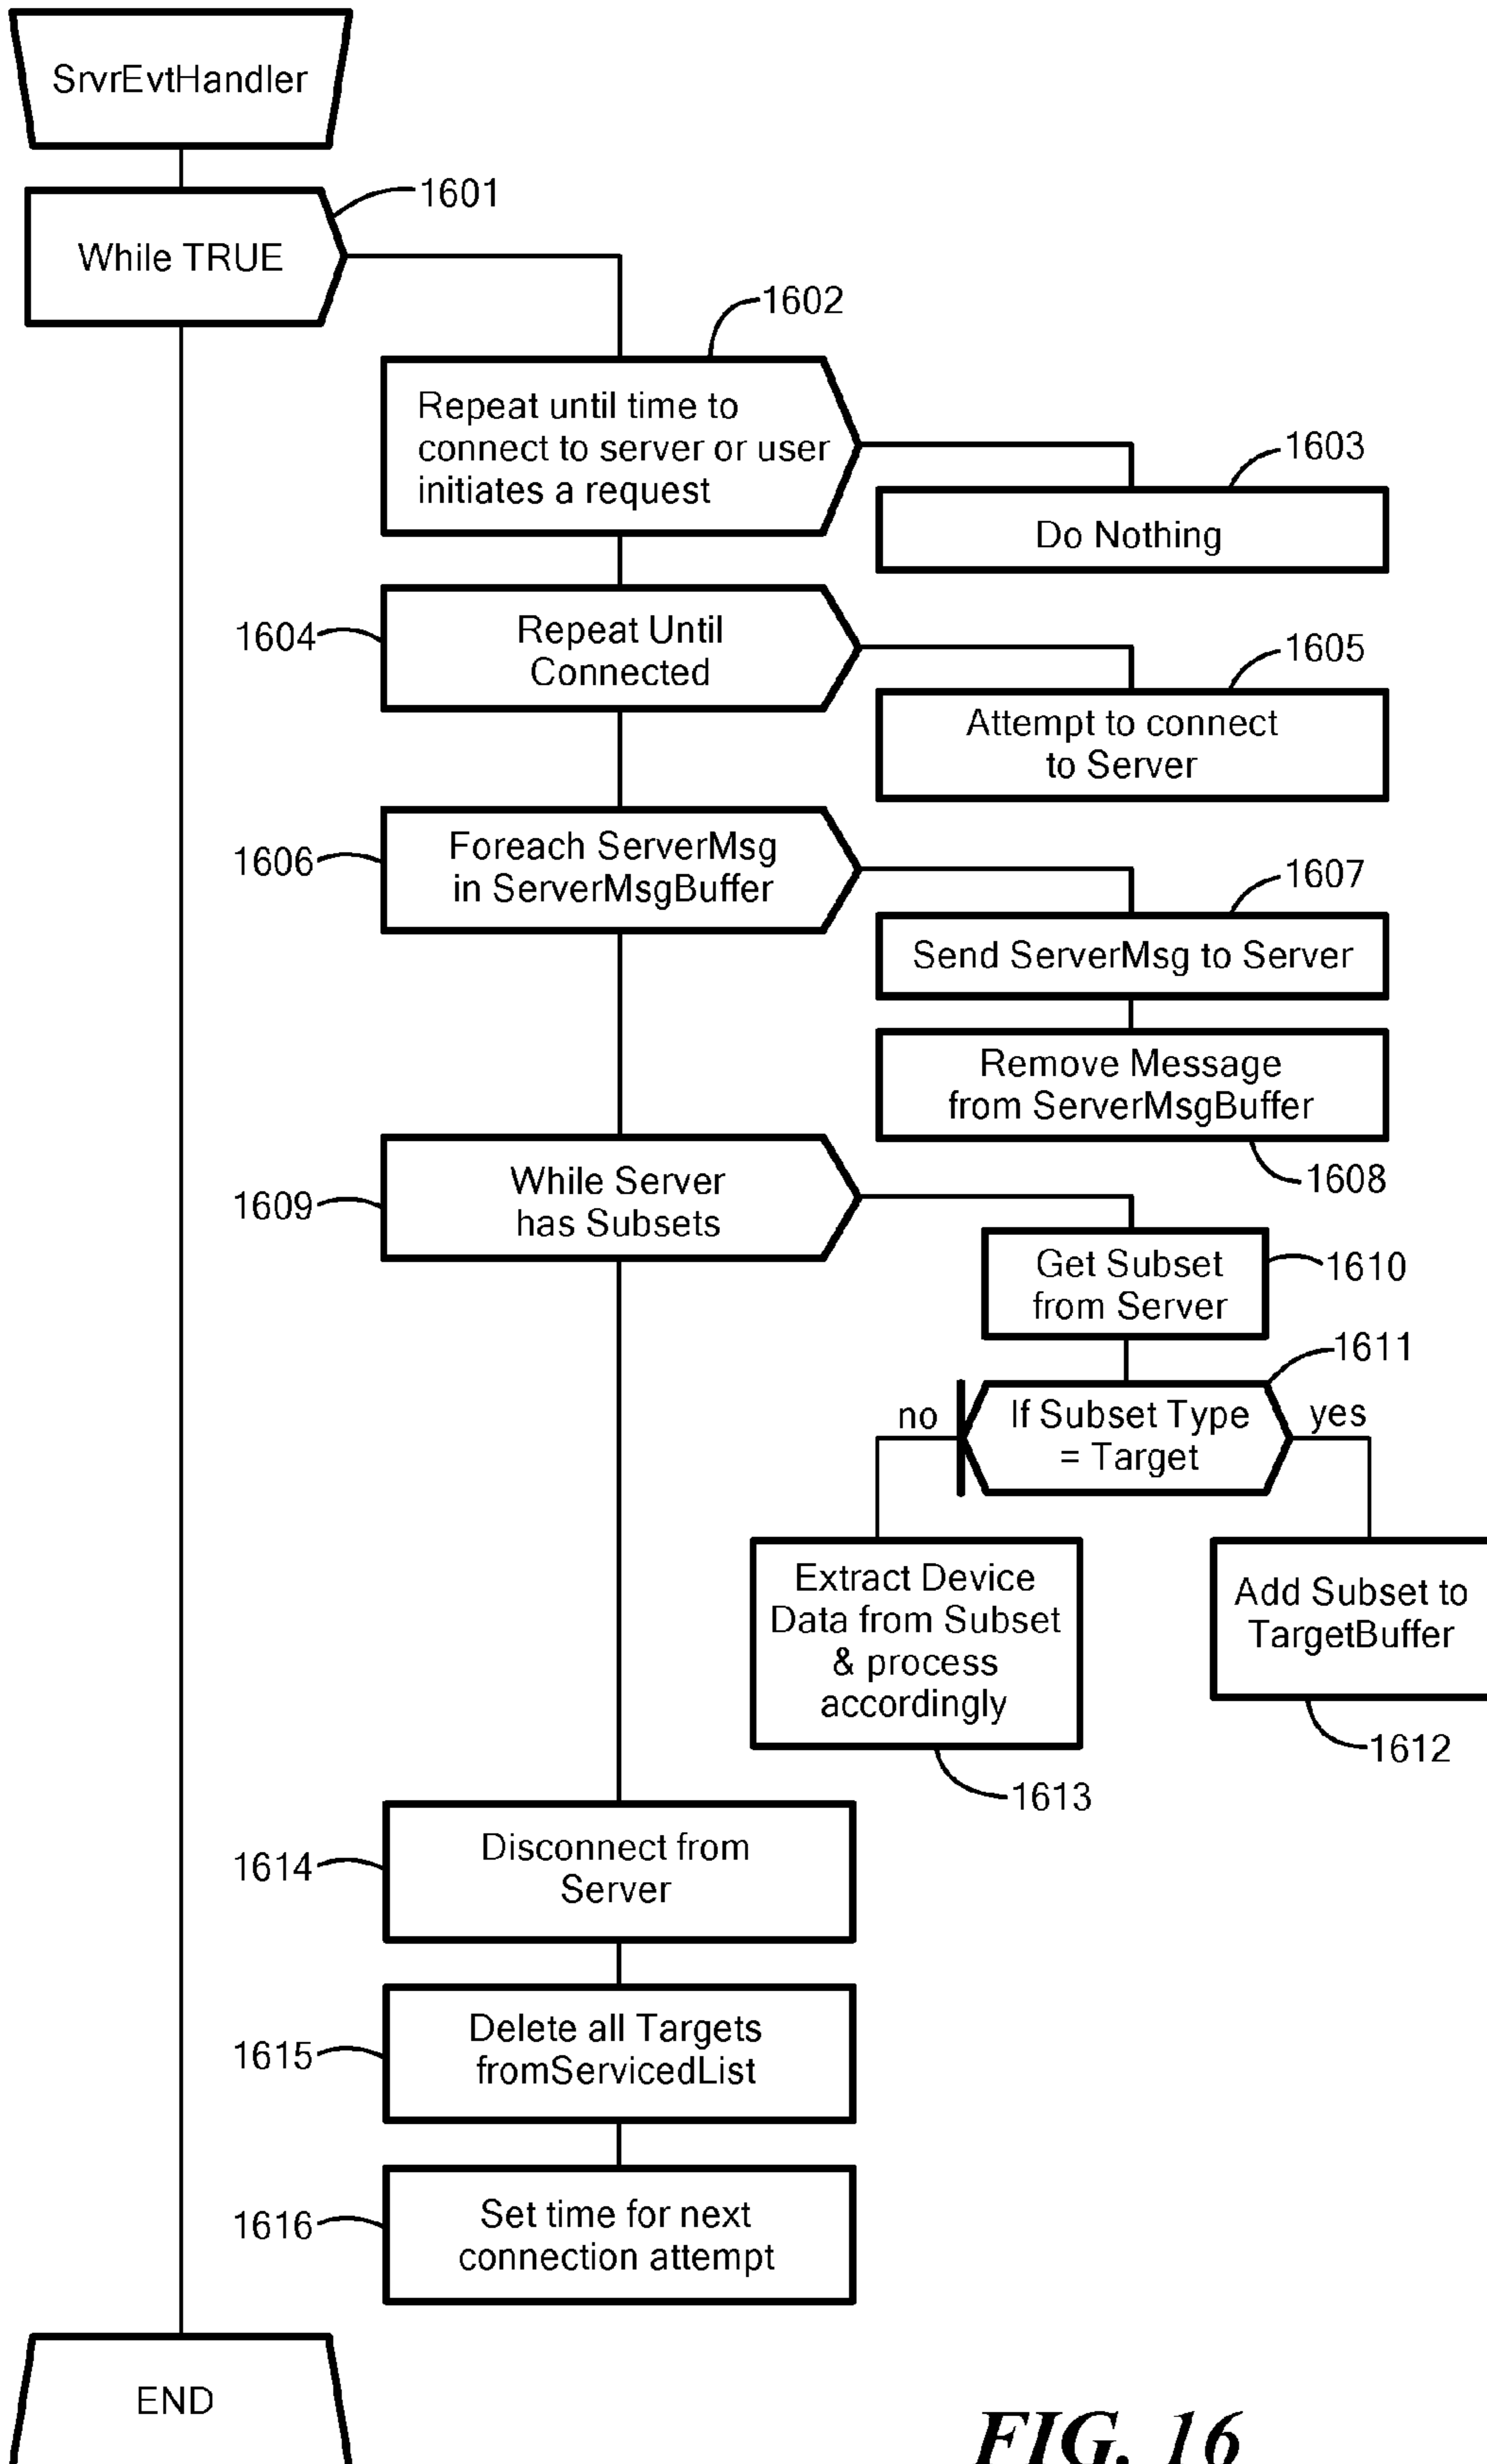 SrvrEvtHandler
1601
While TRUE
1602
Repeat until time to
connect to server or user
initiates a request
1603
Do Nothing
1604
Repeat Until
Connected
1605
Attempt to connect
to Server
1606
Foreach ServerMsg
in ServerMsgBuffer
1607
Send ServerMsg to Server
Remove Message
from ServerMsgBuffer
1608
1609
While Server
has Subsets
Get Subset
from Server
1610
1611
no
If Subset Type
= Target
yes
Extract Device
Data from Subset
& process
accordingly
Add Subset to
TargetBuffer
1612
1613
1614
Disconnect from
Server
1615
Delete all Targets
fromServicedList
1616
Set time for next
connection attempt
END
FIG. 16